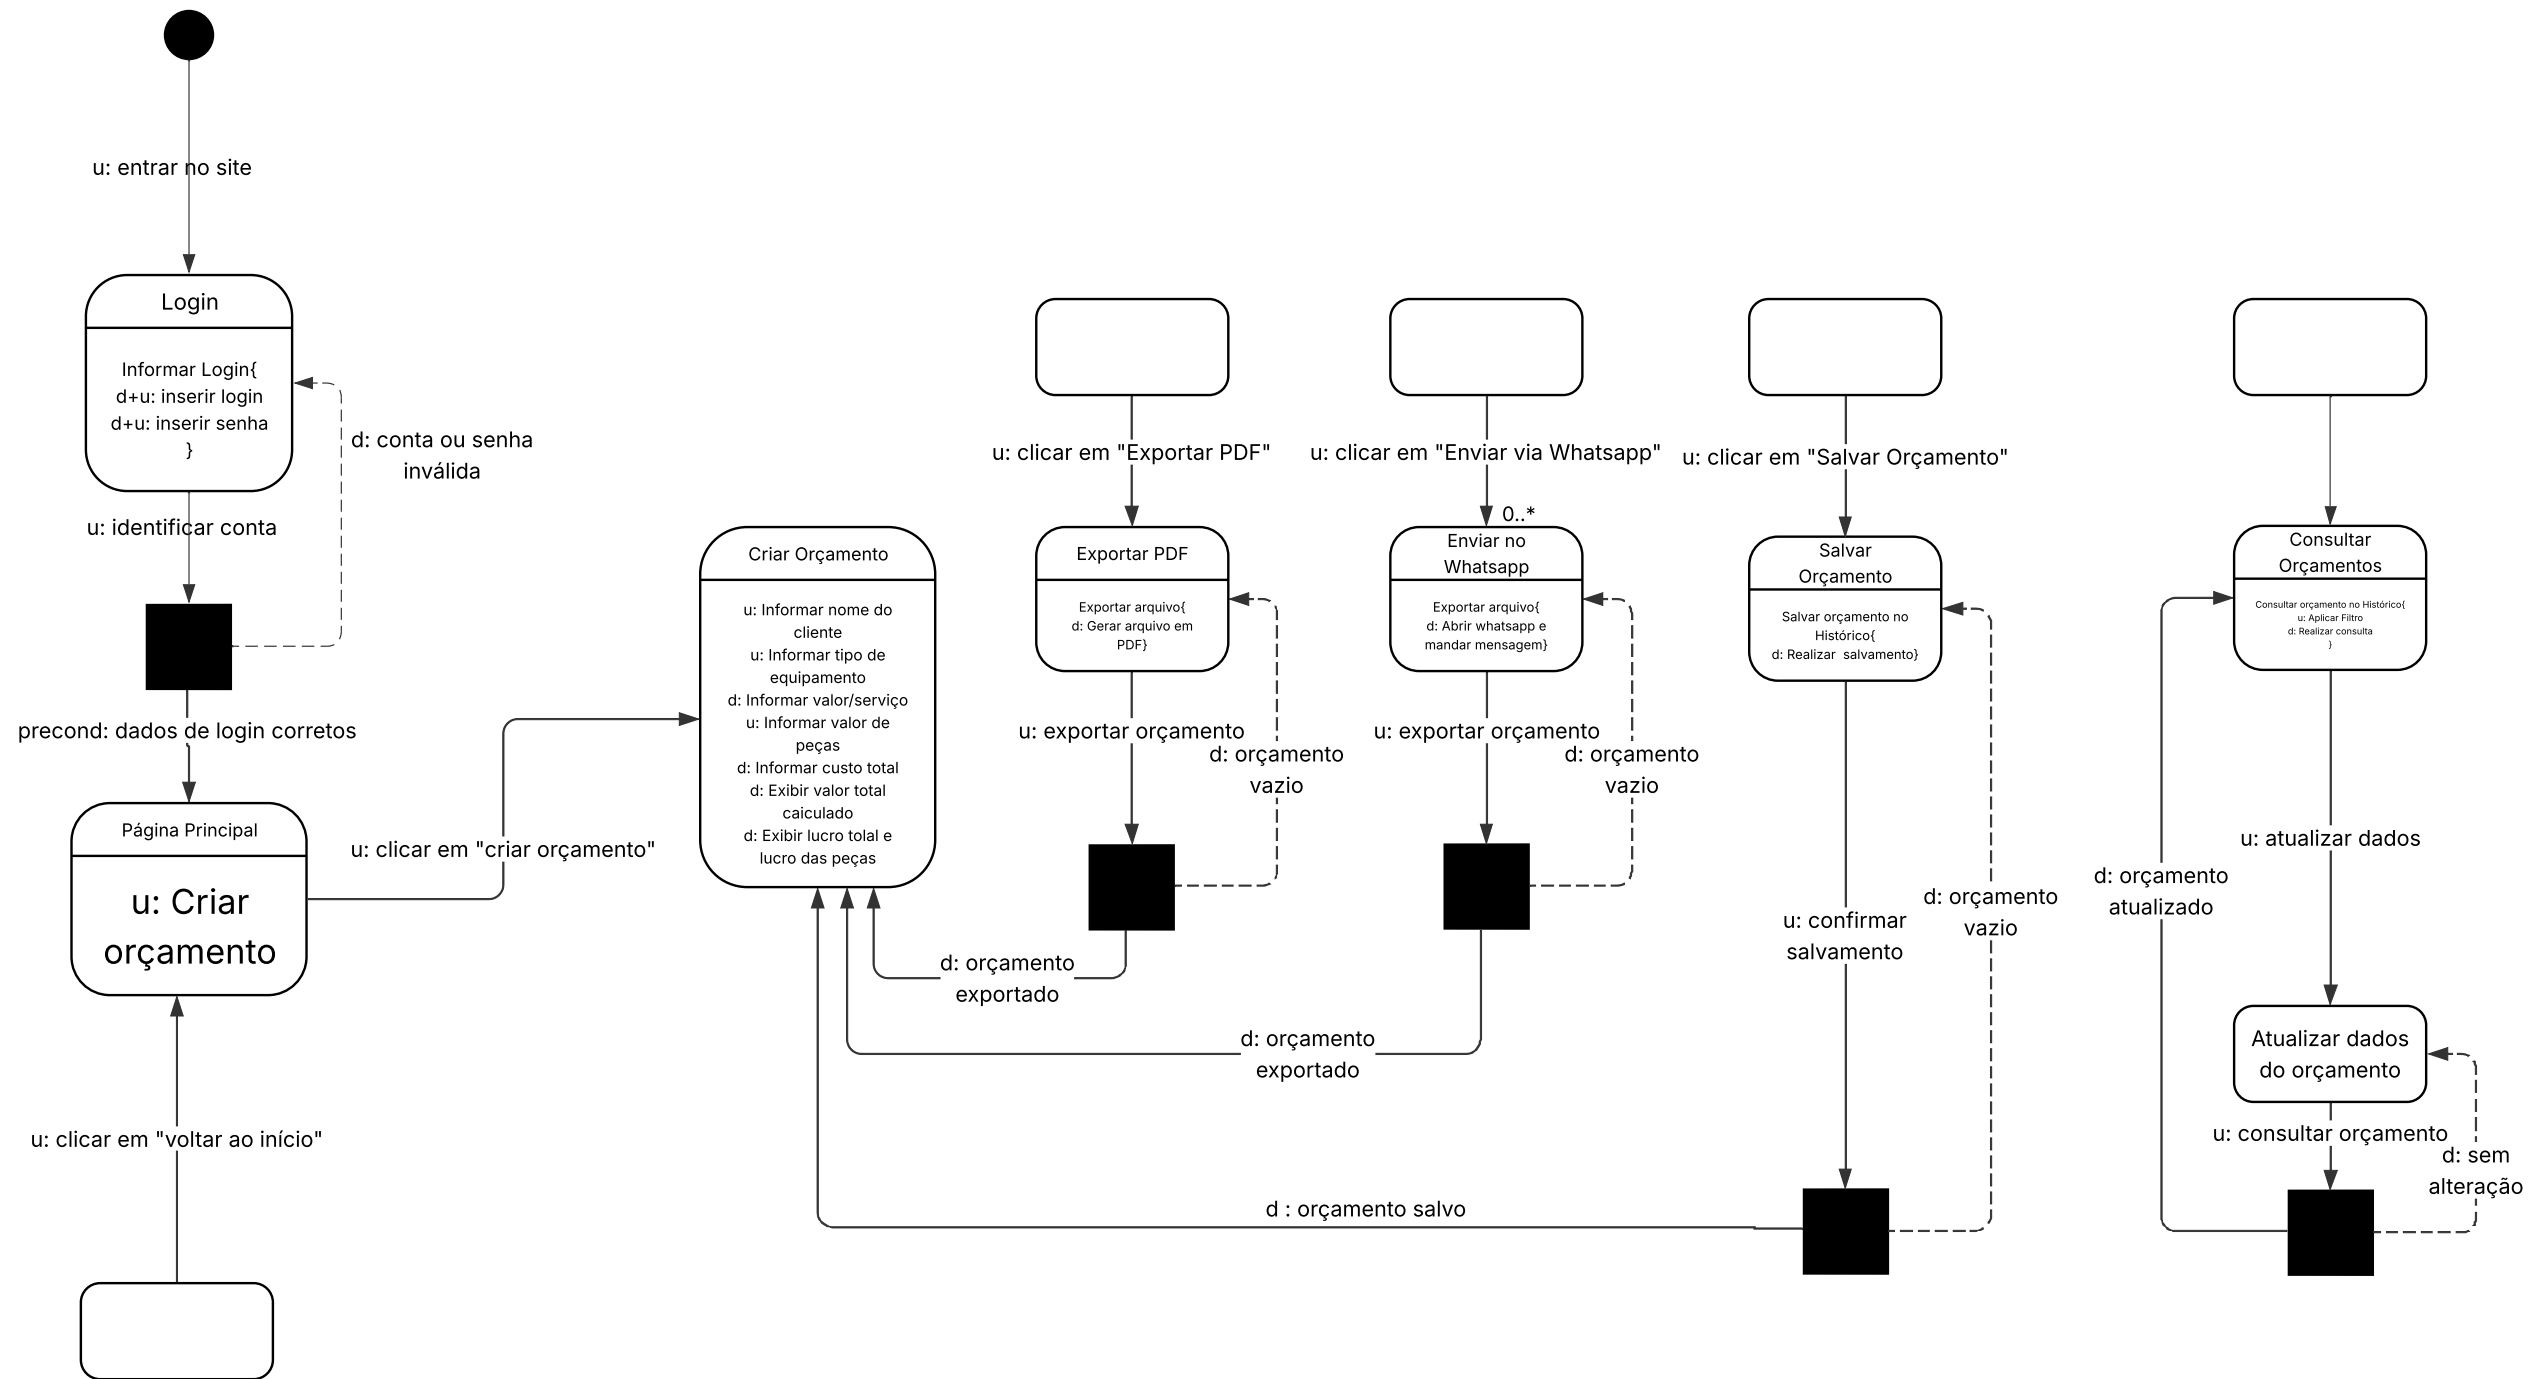 u: entrar no site
Login
Informar Login{
d+u: inserir login
d+u: inserir senha
}
d: conta ou senha
inválida
u: identificar conta
precond: dados de login corretos
Página Principal
u: Criar
orçamento
u: clicar em "criar orçamento"
u: clicar em "voltar ao início"
Criar Orçamento
u: Informar nome do
cliente
u: Informar tipo de
equipamento
d: Informar valor/serviço
u: Informar valor de
peças
d: Informar custo total
d: Exibir valor total
caiculado
d: Exibir lucro tolal e
lucro das peças
u: clicar em "Exportar PDF"
Exportar PDF
Exportar arquivo{
d: Gerar arquivo em
PDF}
u: exportar orçamento
d: orçamento
vazio
d: orçamento
exportado
u: clicar em "Enviar via Whatsapp"
0..*
Enviar no
Whatsapp
Exportar arquivo{
d: Abrir whatsapp e
mandar mensagem}
u: exportar orçamento
d: orçamento
vazio
d: orçamento
exportado
u: clicar em "Salvar Orçamento"
Salvar
Orçamento
Salvar orçamento no
Histórico{
d: Realizar  salvamento}
u: confirmar
salvamento
d: orçamento
vazio
d : orçamento salvo
Consultar
Orçamentos
Consultar orçamento no Histórico{
u: Aplicar Filtro
d: Realizar consulta
}
u: atualizar dados
d: orçamento
atualizado
Atualizar dados
do orçamento
u: consultar orçamento
d: sem
alteração